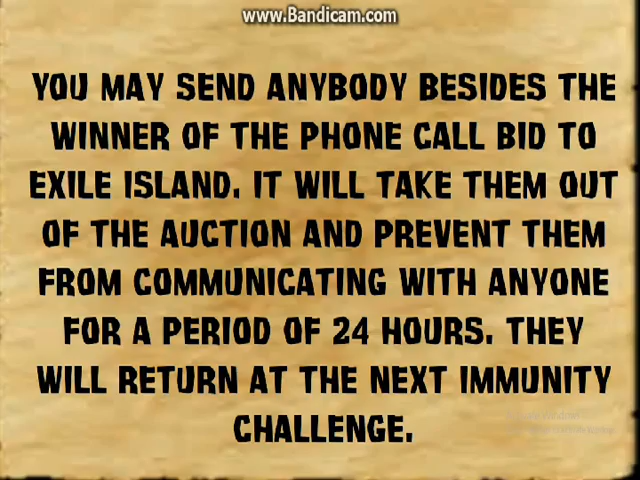 www.Bandicam.com
YOU MAY SEND ANYBODY BESIDES THE
WINNER OF THE PHONE CALL BID TO
EXILE ISLAND. IT WILL TAKE THEM OUT
OF THE AUCTION AND PREVENT THEM
FROM COMMUNICATING WITH ANYONE
FOR A PERIOD OF 24 HOURS. THEY
WILL RETURN AT THE NEXT IMMUNITY
CHALLENGE.